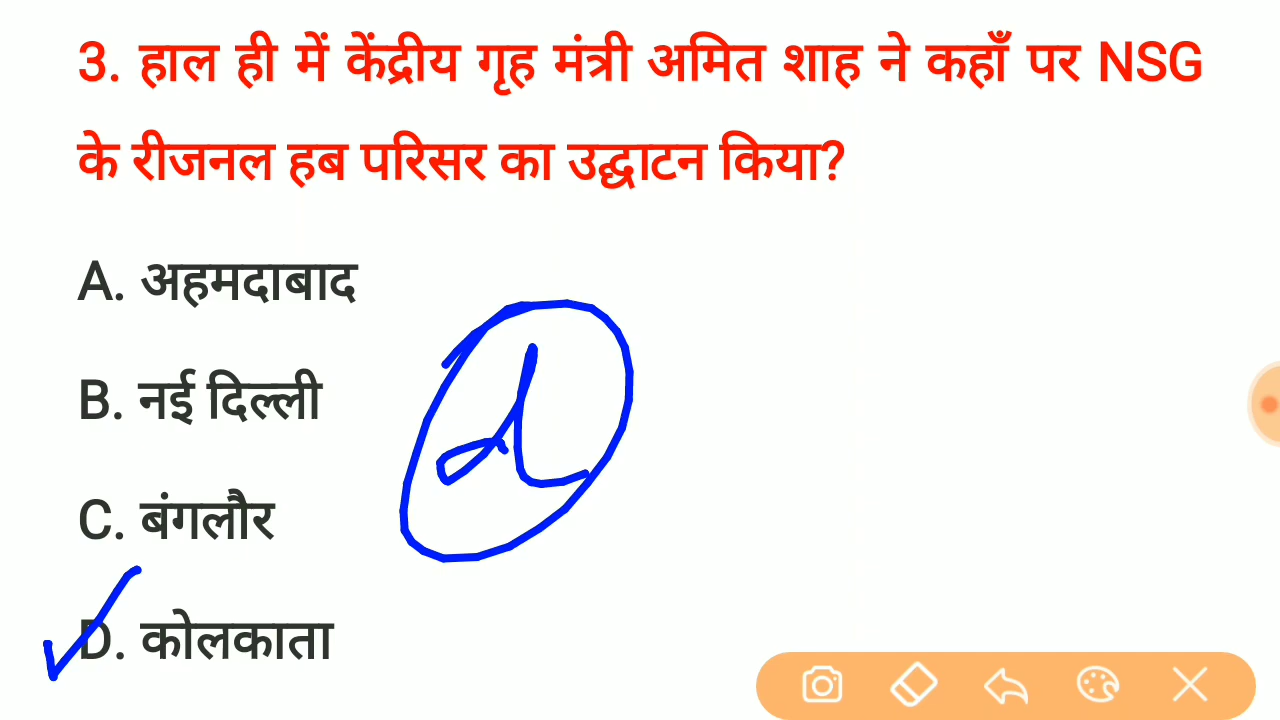 3. हाल ही में केंद्रीय गृह मंत्री अमित शाह ने कहाँ पर NSG
के रीजनल हब परिसर का उद्घाटन किया?
A. अहमदाबाद
B. नई दिल्ली
C. बंगलौर
d
D. कोलकाता